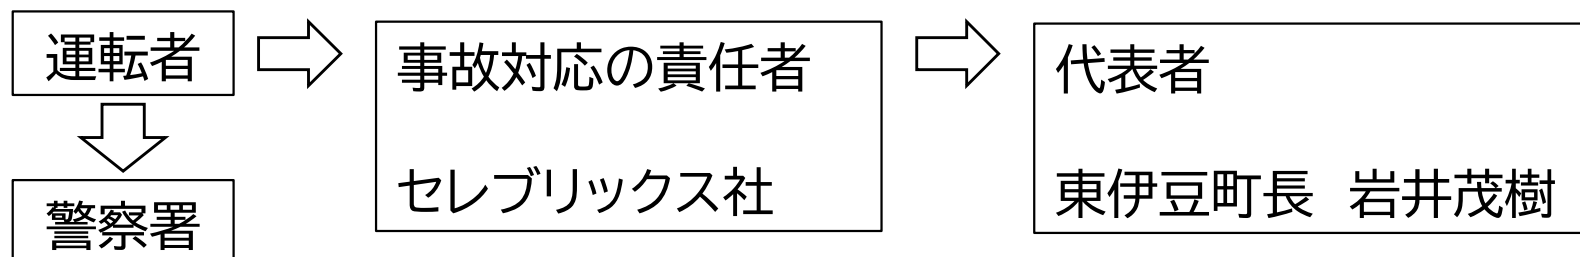 運転者
事故対応の責任者
セレブリックス社
代表者
東伊豆町長　岩井茂樹
警察署